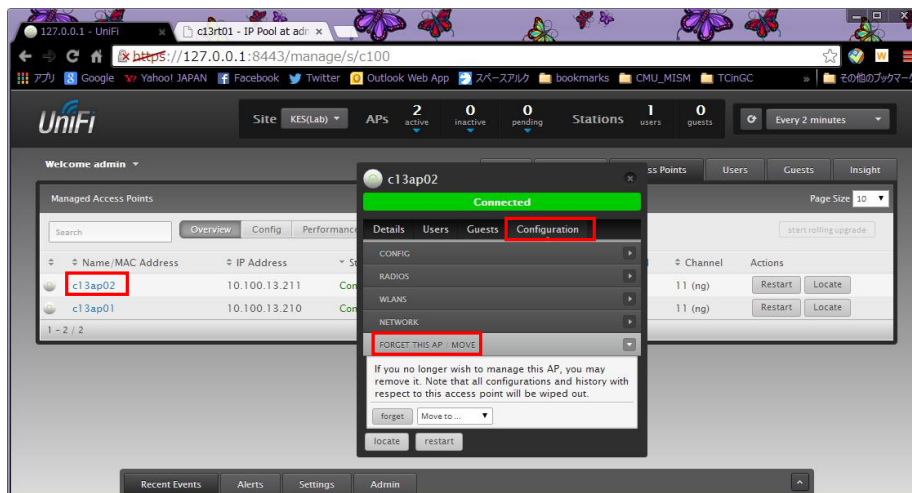 127.0.0.1 - UniFi
c13rt01 - IP Pool at adm
https://127.0.0.1:8443/manage/s/c100
アプリ Google Yahoo! JAPAN Facebook Twitter Outlook Web App スペースアルク bookmarks CMU_MISM TCinGC » その他のブックマーク
UniFi
Site KES(Lab) APs 2 active 0 inactive 0 pending Stations 1 users 0 guests Every 2 minutes
Welcome admin
ss Points Users Guests Insight
Managed Access Points
Page Size 10
Search Overview Config Performance
start rolling upgrade
Name/MAC Address IP Address St Channel Actions
c13ap02 10.100.13.211 Con 11 (ng) Restart Locate
c13ap01 10.100.13.210 Con 11 (ng) Restart Locate
1 - 2 / 2
c13ap02
Connected
Details Users Guests Configuration
CONFIG
RADIOS
WLANS
NETWORK
FORGET THIS AP / MOVE
If you no longer wish to manage this AP, you may
remove it. Note that all configurations and history with
respect to this access point will be wiped out.
forget Move to ...
locate restart
Recent Events Alerts Settings Admin